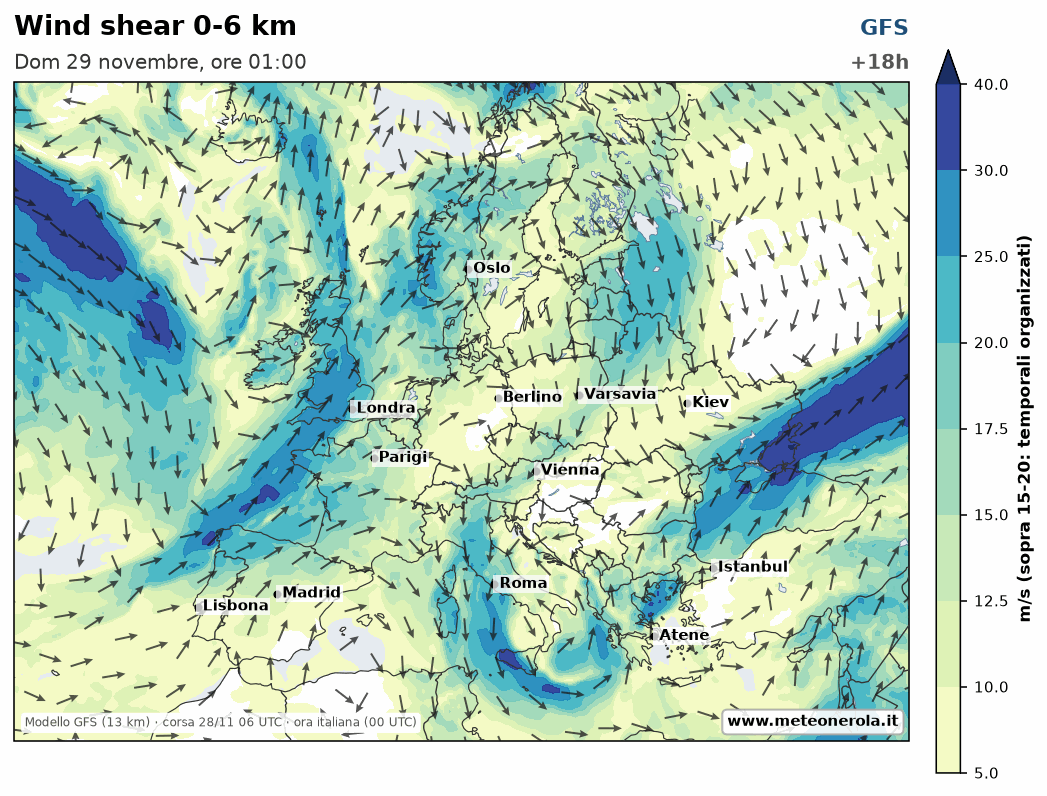 Wind shear 0-6 km
GFS
Dom 29 novembre, ore 01:00
+18h
40.0
30.0
25.0
20.0
17.5
15.0
12.5
10.0
5.0
m/s (sopra 15-20: temporali organizzati)
Oslo
Berlino
Varsavia
Kiev
Londra
Parigi
Vienna
Istanbul
Roma
Madrid
Lisbona
Atene
Modello GFS (13 km) · corsa 28/11 06 UTC · ora italiana (00 UTC)
www.meteonerola.it